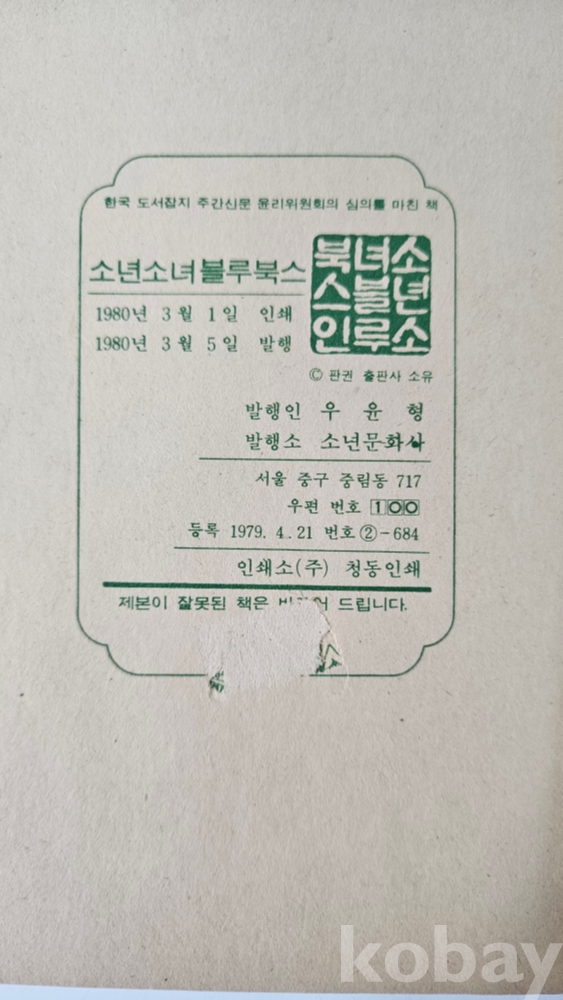 한국 도서잡지 주간신문 윤리위원회의 심의를 마친 책
소년소녀블루북스
1980년 3월 1일 인쇄
1980년 3월 5일 발행
북녀소
스블년
인루소
Ⓒ 판권 출판사 소유
발행인 우 윤 형
발행소 소년문화사
서울 중구 중림동 717
우편 번호 100
등록 1979. 4. 21 번호②-684
인쇄소(주) 청동인쇄
제본이 잘못된 책은 드립니다.
kobay